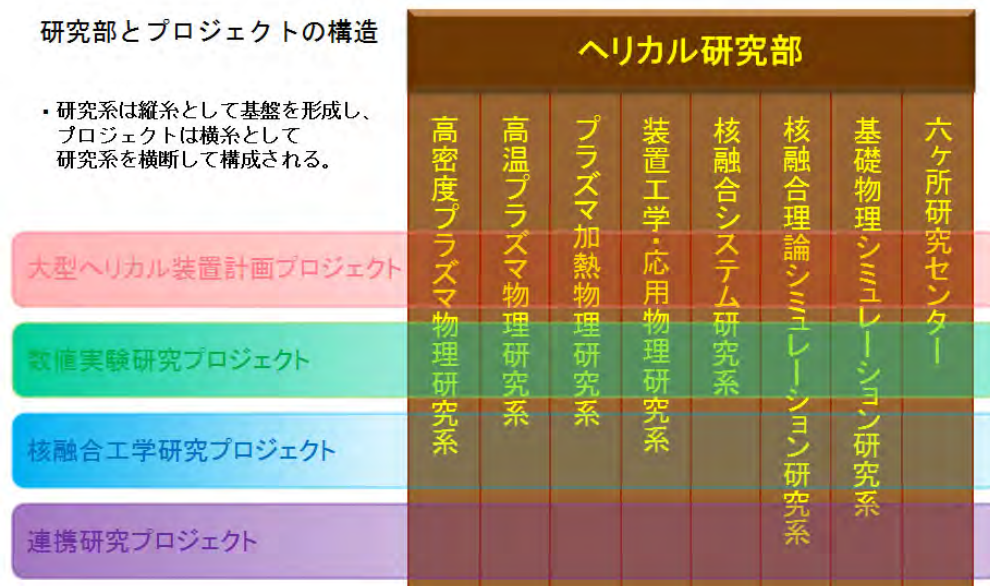 研究部とプロジェクトの構造
・研究系は縦糸として基盤を形成し、
プロジェクトは横糸として
研究系を横断して構成される。
ヘリカル研究部
高密度プラズマ物理研究系
高温プラズマ物理研究系
プラズマ加熱物理研究系
装置工学・応用物理研究系
核融合システム研究系
核融合理論シミュレーション研究系
基礎物理シミュレーション研究系
六ヶ所研究センター
大型ヘリカル装置計画プロジェクト
数値実験研究プロジェクト
核融合工学研究プロジェクト
連携研究プロジェクト